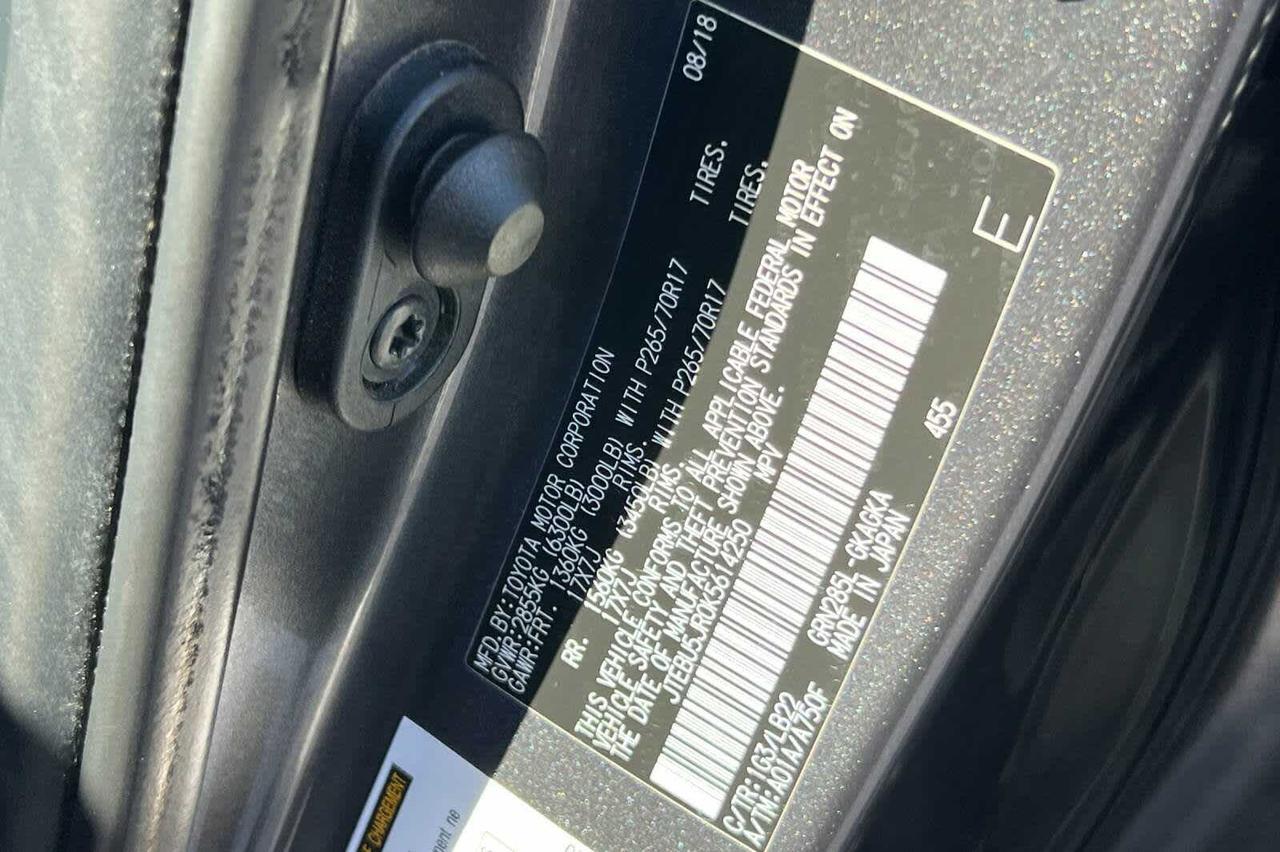 MFD. BY:TOYOTA MOTOR CORPORATION 08/18
GVWR:2855KG (6300LB)
GAWR:FRT. 1360KG (3000LB) WITH P265/70R17 TIRES.
17X7J RIMS.
RR. 1560KG (3450LB) WITH P265/70R17 TIRES.
17X7J RIMS.
THIS VEHICLE CONFORMS TO ALL APPLICABLE FEDERAL MOTOR
VEHICLE SAFETY AND THEFT PREVENTION STANDARDS IN EFFECT ON
THE DATE OF MANUFACTURE SHOWN ABOVE.
JTEBU5JR0K5614250 MPV
C/TR:1G3/LB22
A/TM:A01A/A750F
GRN285L-GKAGKA
MADE IN JAPAN
455
E
CHARGEMENT